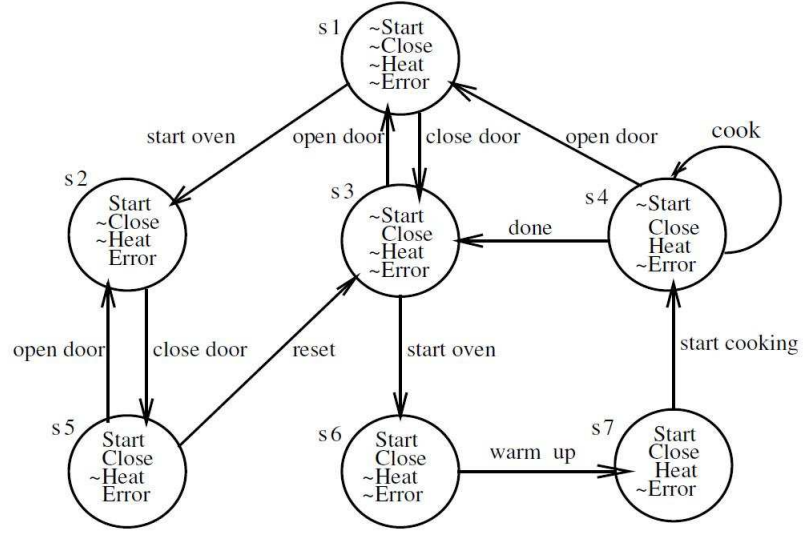 s1
~Start
~Close
~Heat
~Error
start oven
open door
close door
open door
cook
s2
Start
~Close
~Heat
Error
s3
~Start
Close
~Heat
~Error
done
s4
~Start
Close
Heat
~Error
open door
close door
reset
start oven
start cooking
s5
Start
Close
~Heat
Error
s6
Start
Close
~Heat
~Error
warm up
s7
Start
Close
Heat
~Error